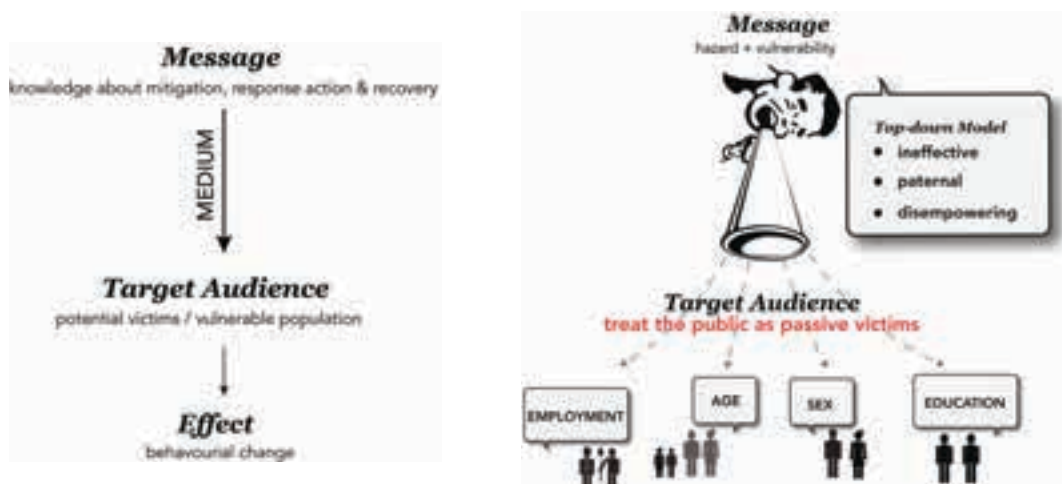 Message
knowledge about mitigation, response action & recovery
MEDIUM
Target Audience
potential victims / vulnerable population
Effect
behavourial change
Message
hazard + vulnerability
Top-down Model
• ineffective
• paternal
• disempowering
Target Audience
treat the public as passive victims
EMPLOYMENT
AGE
SEX
EDUCATION